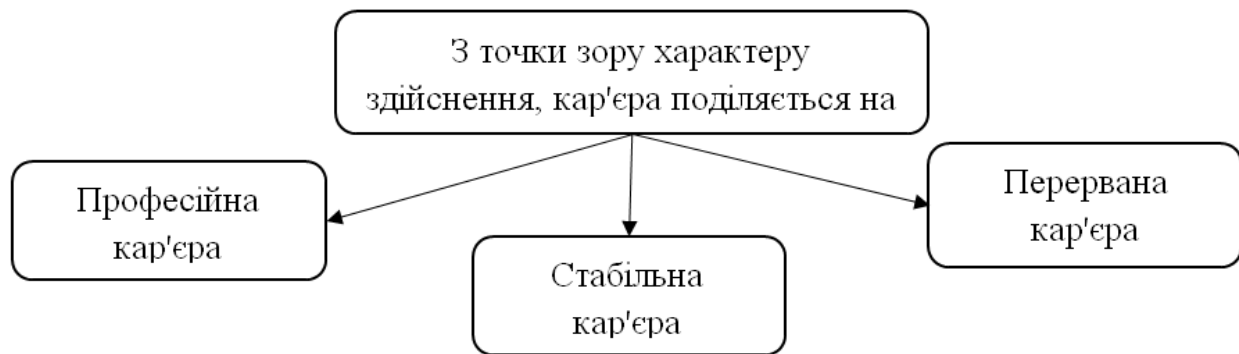 З точки зору характеру
здійснення, кар'єра поділяється на
Професійна
кар'єра
Стабільна
кар'єра
Перервана
кар'єра